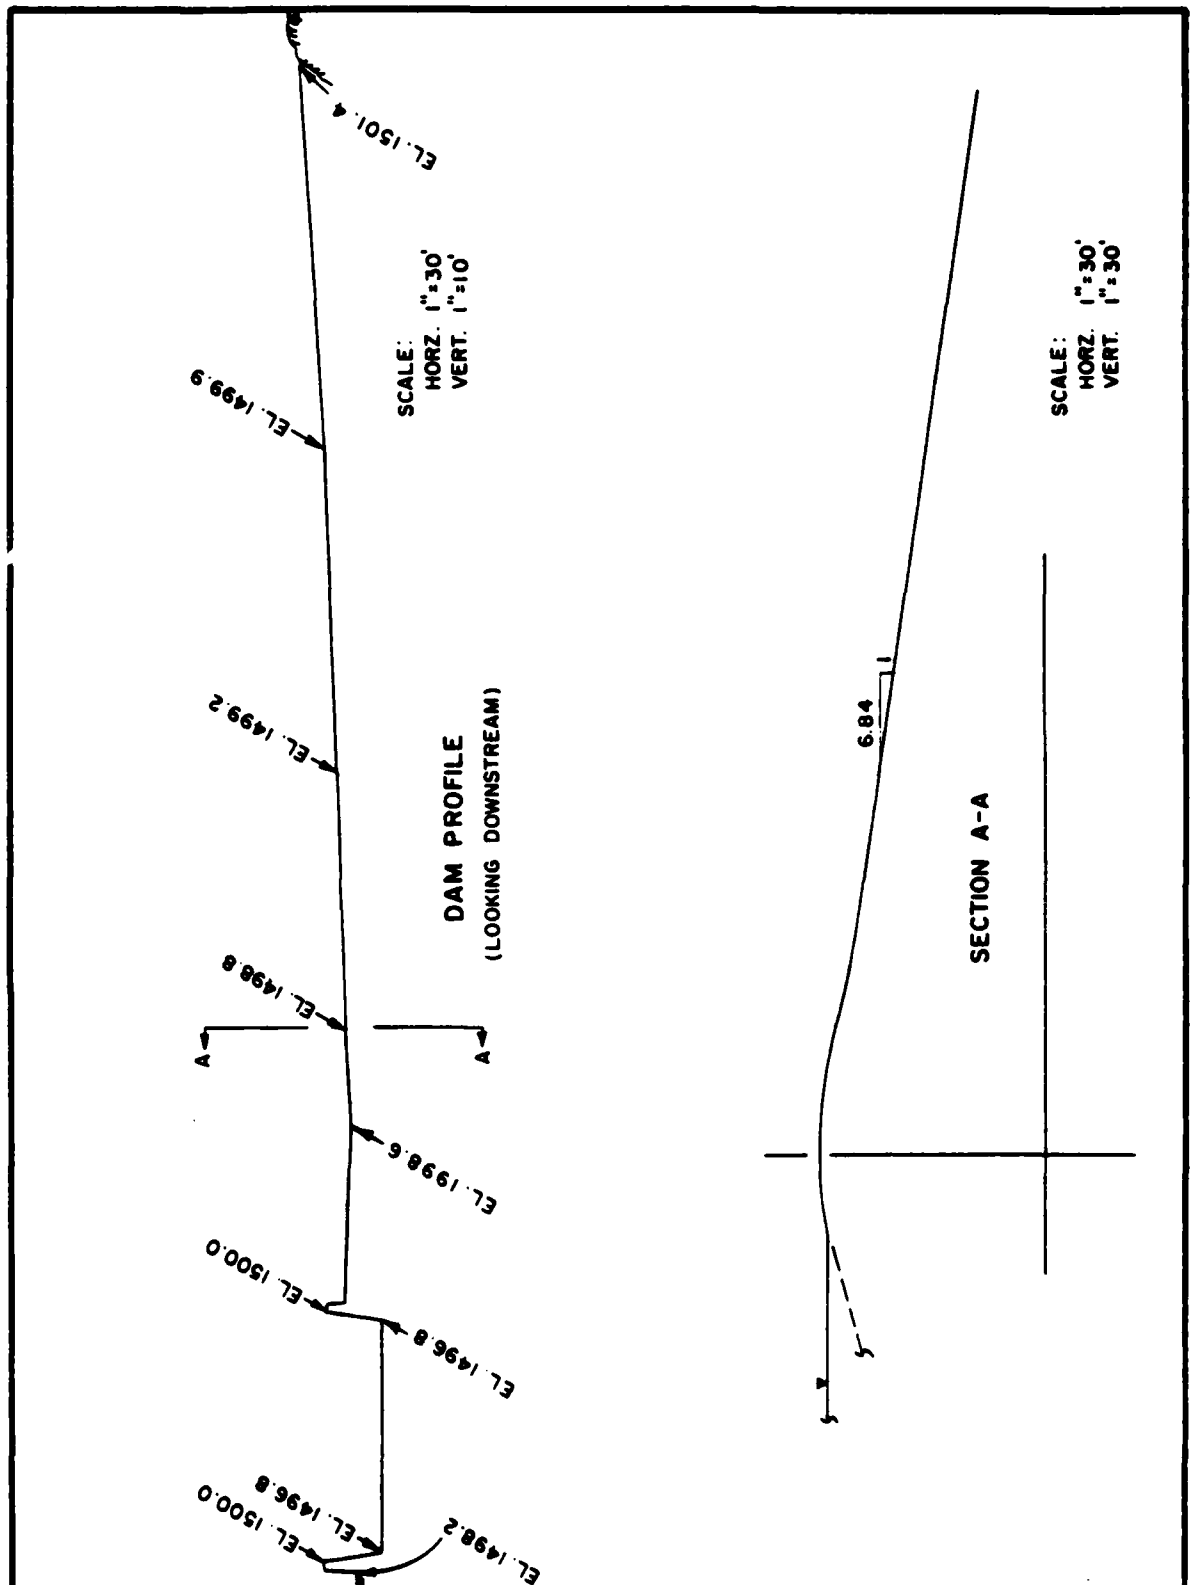 EL. 1500.0
EL. 1496.8
EL. 1498.2
EL. 1500.0
EL. 1496.8
EL. 1998.6
A
A
EL. 1498.8
EL. 1499.2
EL. 1499.9
EL. 1501.4
DAM PROFILE
(LOOKING DOWNSTREAM)
SCALE:
HORZ. 1"=30'
VERT. 1"=10'
6.84
1
SECTION A-A
SCALE:
HORZ. 1"=30'
VERT. 1"=30'